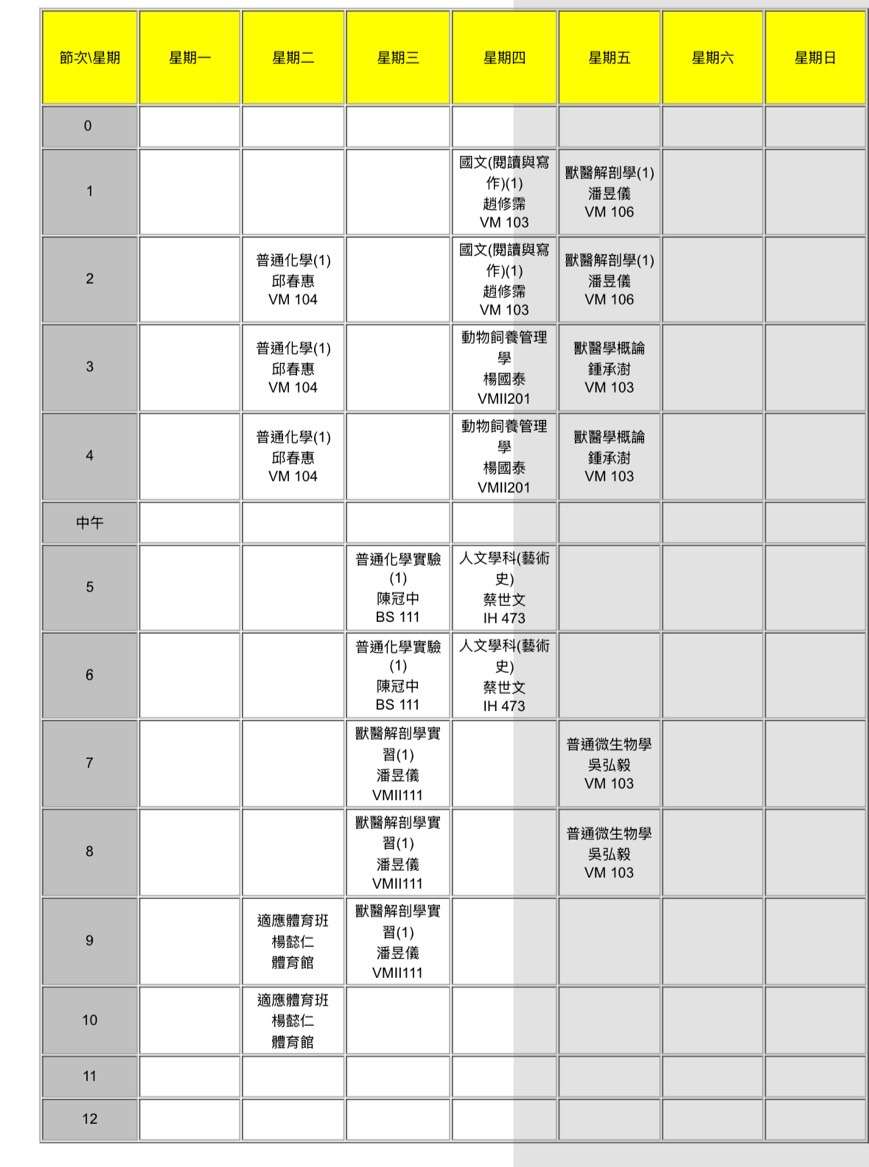 節次\星期 星期一 星期二 星期三 星期四 星期五 星期六 星期日
0
1
國文(閱讀與寫
作)(1)
趙修霈
VM 103
獸醫解剖學(1)
潘昱儀
VM 106
2
普通化學(1)
邱春惠
VM 104
國文(閱讀與寫
作)(1)
趙修霈
VM 103
獸醫解剖學(1)
潘昱儀
VM 106
3
普通化學(1)
邱春惠
VM 104
動物飼養管理
學
楊國泰
VMII201
獸醫學概論
鍾承澍
VM 103
4
普通化學(1)
邱春惠
VM 104
動物飼養管理
學
楊國泰
VMII201
獸醫學概論
鍾承澍
VM 103
中午
5
普通化學實驗
(1)
陳冠中
BS 111
人文學科(藝術
史)
蔡世文
IH 473
6
普通化學實驗
(1)
陳冠中
BS 111
人文學科(藝術
史)
蔡世文
IH 473
7
獸醫解剖學實
習(1)
潘昱儀
VMII111
普通微生物學
吳弘毅
VM 103
8
獸醫解剖學實
習(1)
潘昱儀
VMII111
普通微生物學
吳弘毅
VM 103
9
適應體育班
楊懿仁
體育館
獸醫解剖學實
習(1)
潘昱儀
VMII111
10
適應體育班
楊懿仁
體育館
11
12